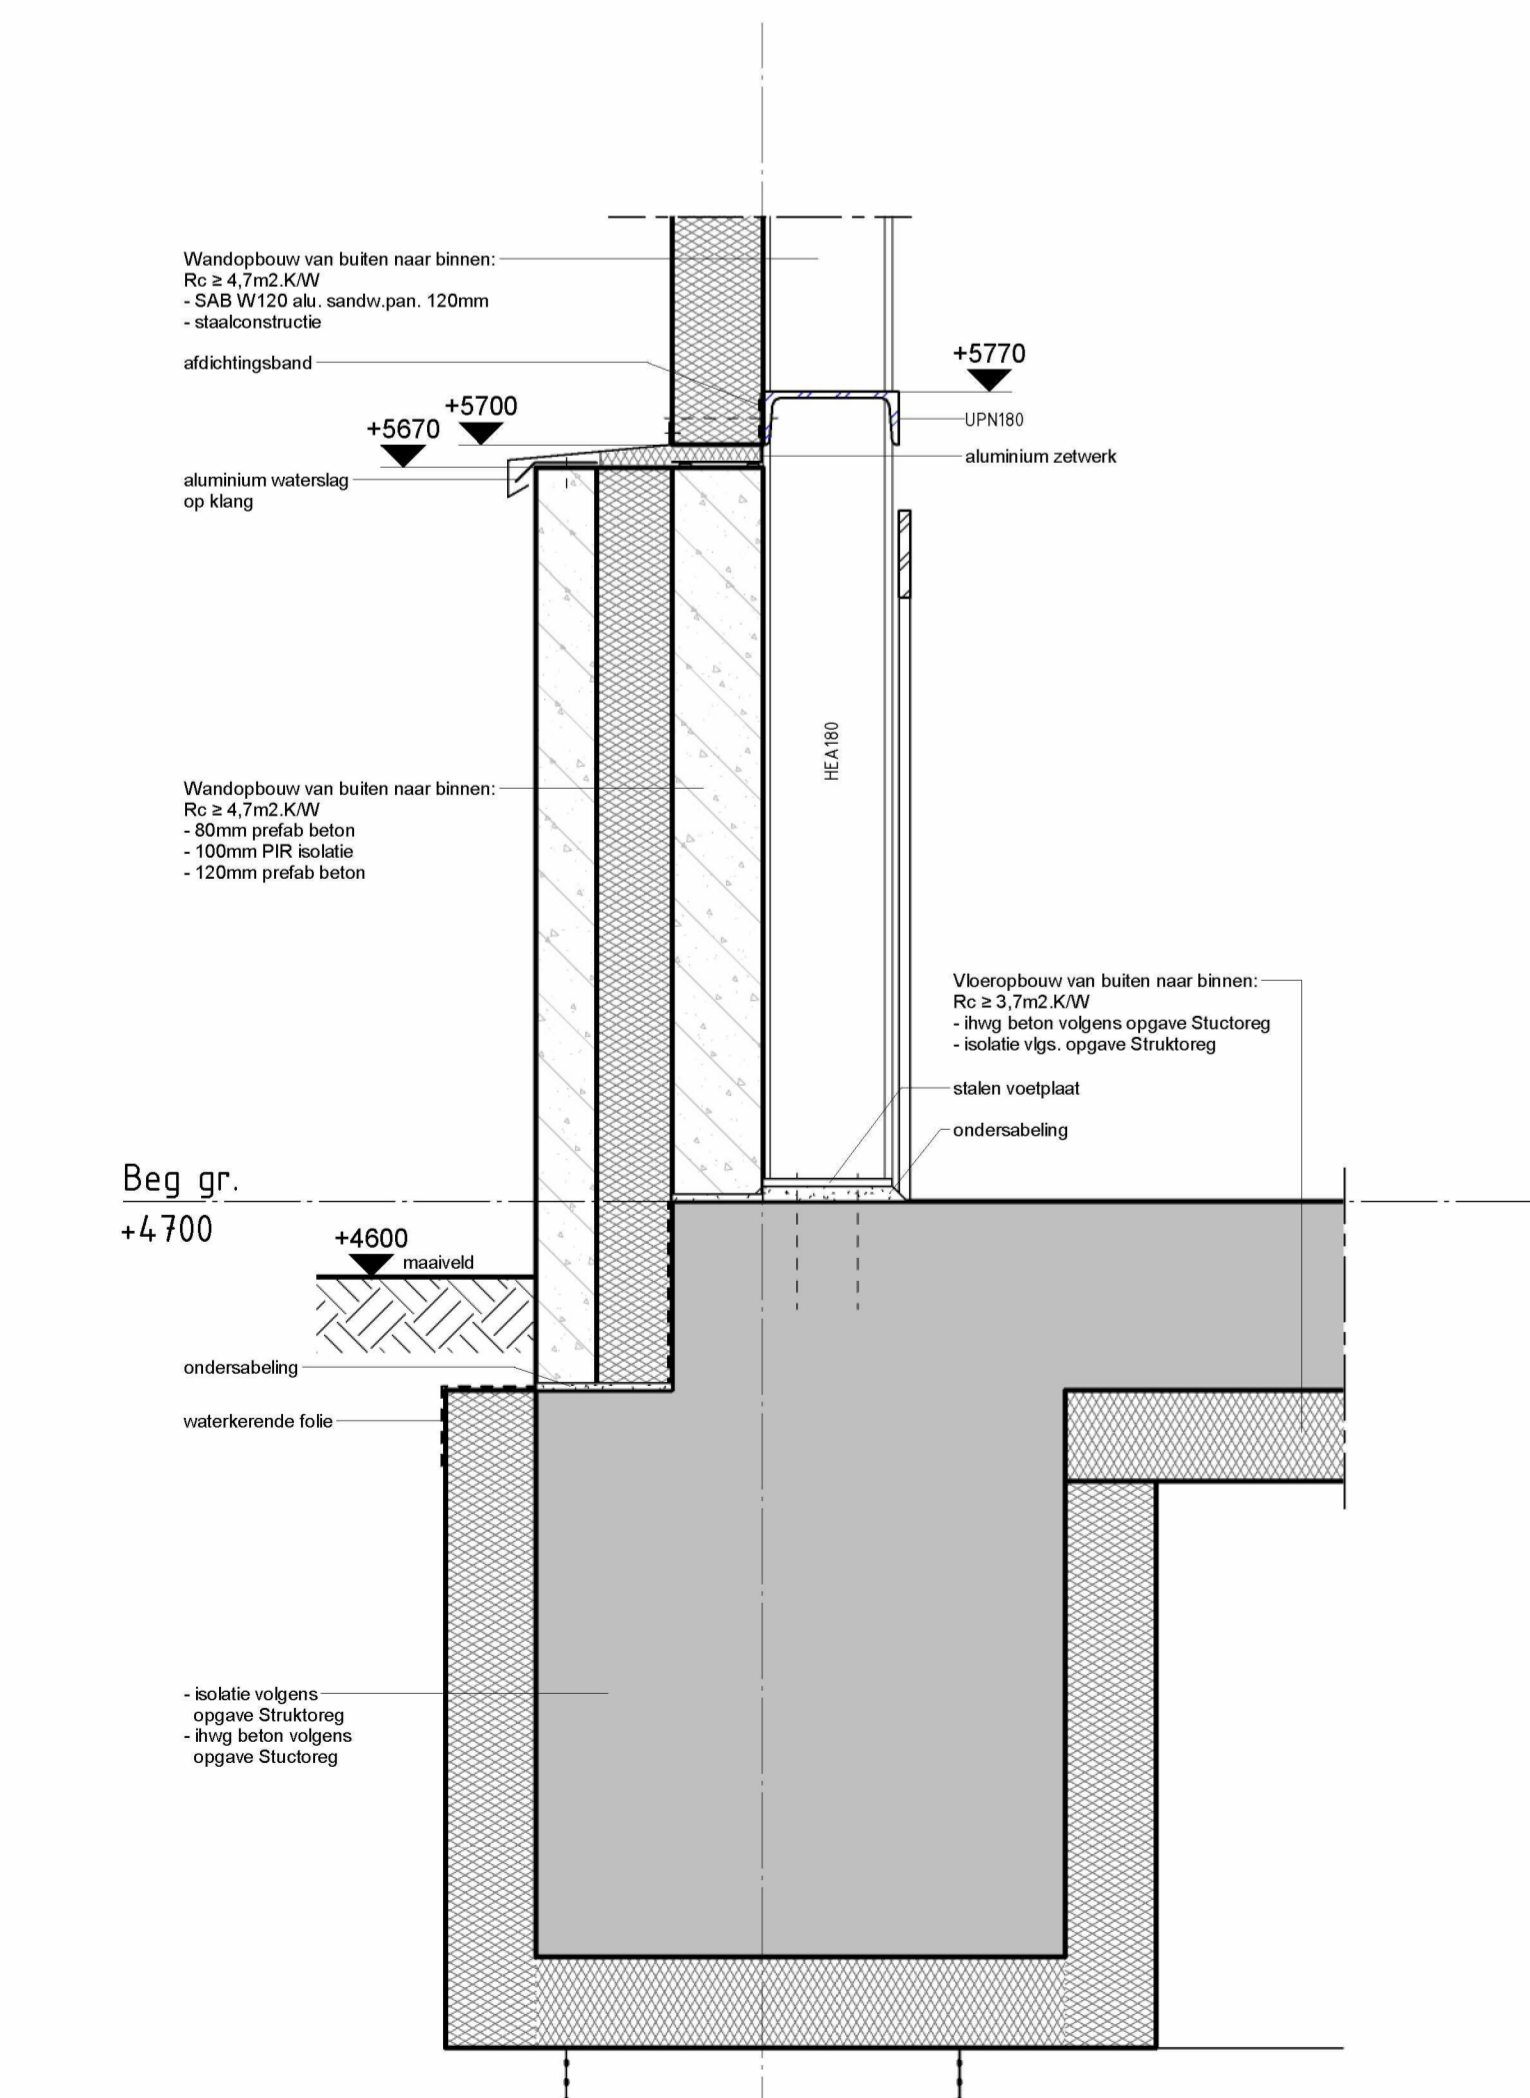 Wandopbouw van buiten naar binnen:
Rc ≥ 4,7m2.K/W
- SAB W120 alu. sandw.pan. 120mm
- staalconstructie
afdichtingsband
+5770
+5700
+5670
UPN180
aluminium zetwerk
aluminium waterslag
op klang
HEA180
Wandopbouw van buiten naar binnen:
Rc ≥ 4,7m2.K/W
- 80mm prefab beton
- 100mm PIR isolatie
- 120mm prefab beton
Vloeropbouw van buiten naar binnen:
Rc ≥ 3,7m2.K/W
- ihwg beton volgens opgave Stuctoreg
- isolatie vlgs. opgave Struktoreg
stalen voetplaat
ondersabeling
Beg gr.
+4700
+4600
maaiveld
ondersabeling
waterkerende folie
- isolatie volgens
opgave Struktoreg
- ihwg beton volgens
opgave Stuctoreg